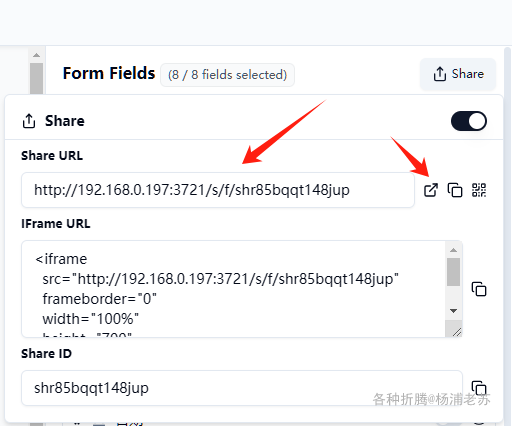 Form Fields (8 / 8 fields selected) Share
Share
Share URL
http://192.168.0.197:3721/s/f/shr85bqqt148jup
IFrame URL
<iframe
src="http://192.168.0.197:3721/s/f/shr85bqqt148jup"
frameborder="0"
width="100%"
height="700"
Share ID
shr85bqqt148jup
各种折腾@杨浦老苏